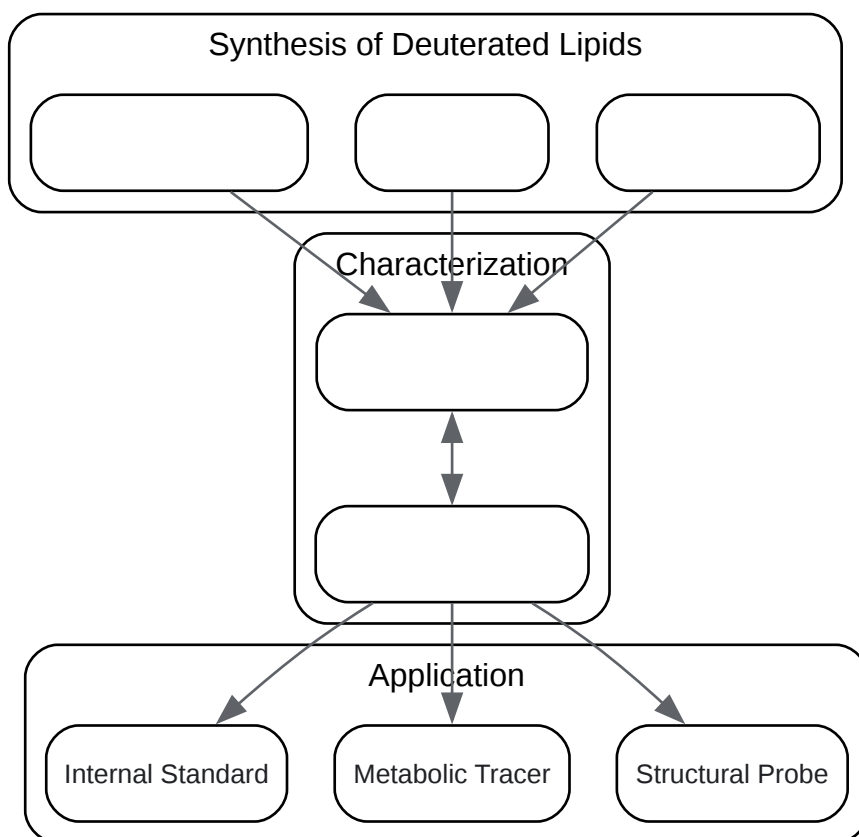 Synthesis of Deuterated Lipids
Characterization
Application
Internal Standard
Metabolic Tracer
Structural Probe